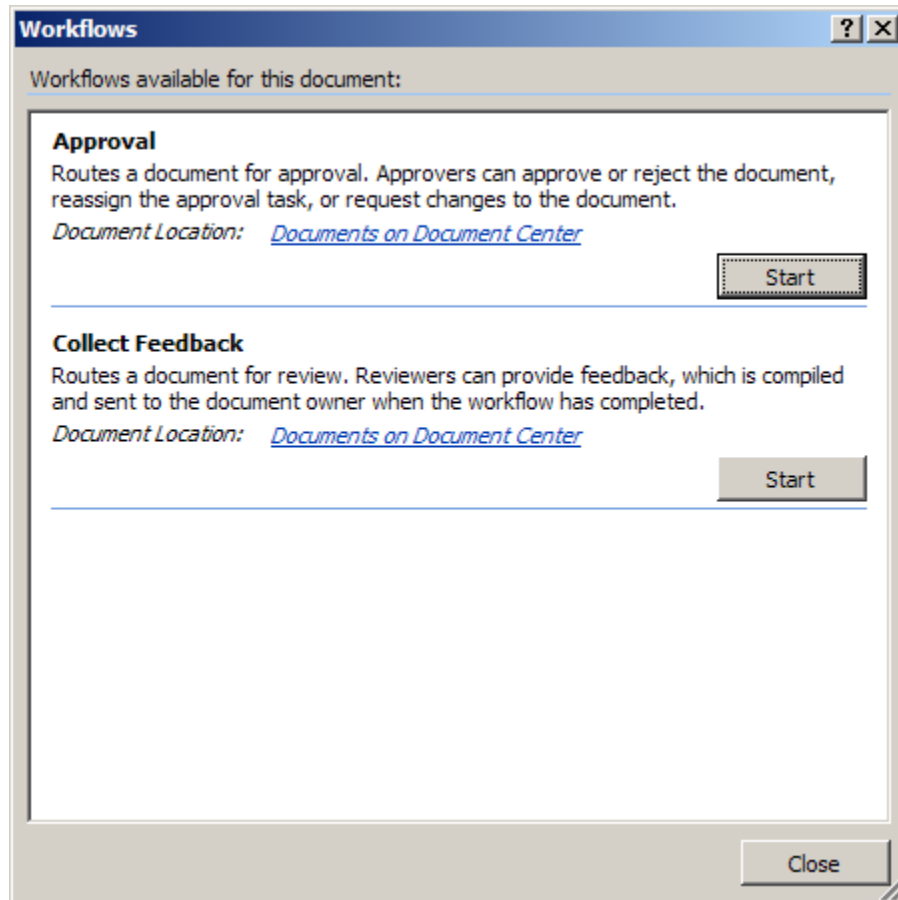 Workflows
Workflows available for this document:
Approval
Routes a document for approval. Approvers can approve or reject the document,
reassign the approval task, or request changes to the document.
Document Location: Documents on Document Center
Start
Collect Feedback
Routes a document for review. Reviewers can provide feedback, which is compiled
and sent to the document owner when the workflow has completed.
Document Location: Documents on Document Center
Start
Close